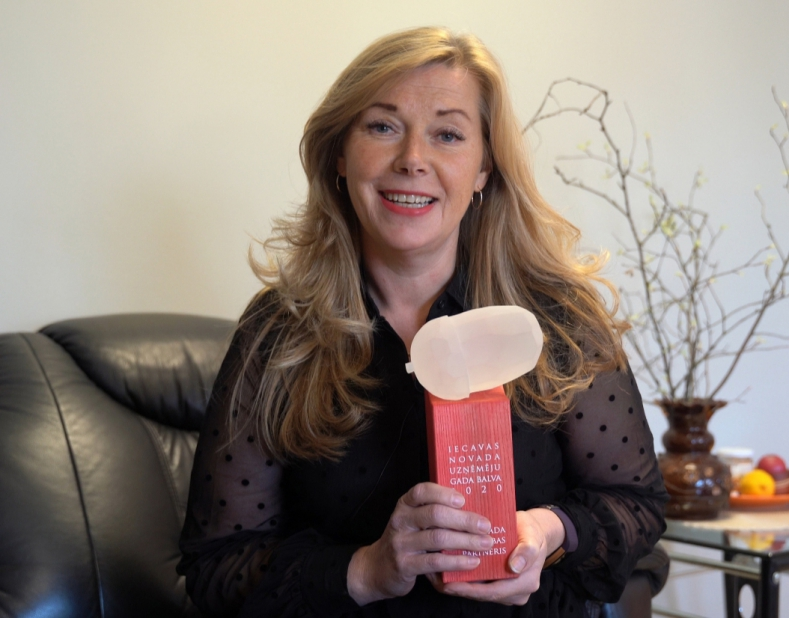 IECAVAS
NOVADA
UZŅĒMĒJU
GADA BALVA
2020
PARTNERIS